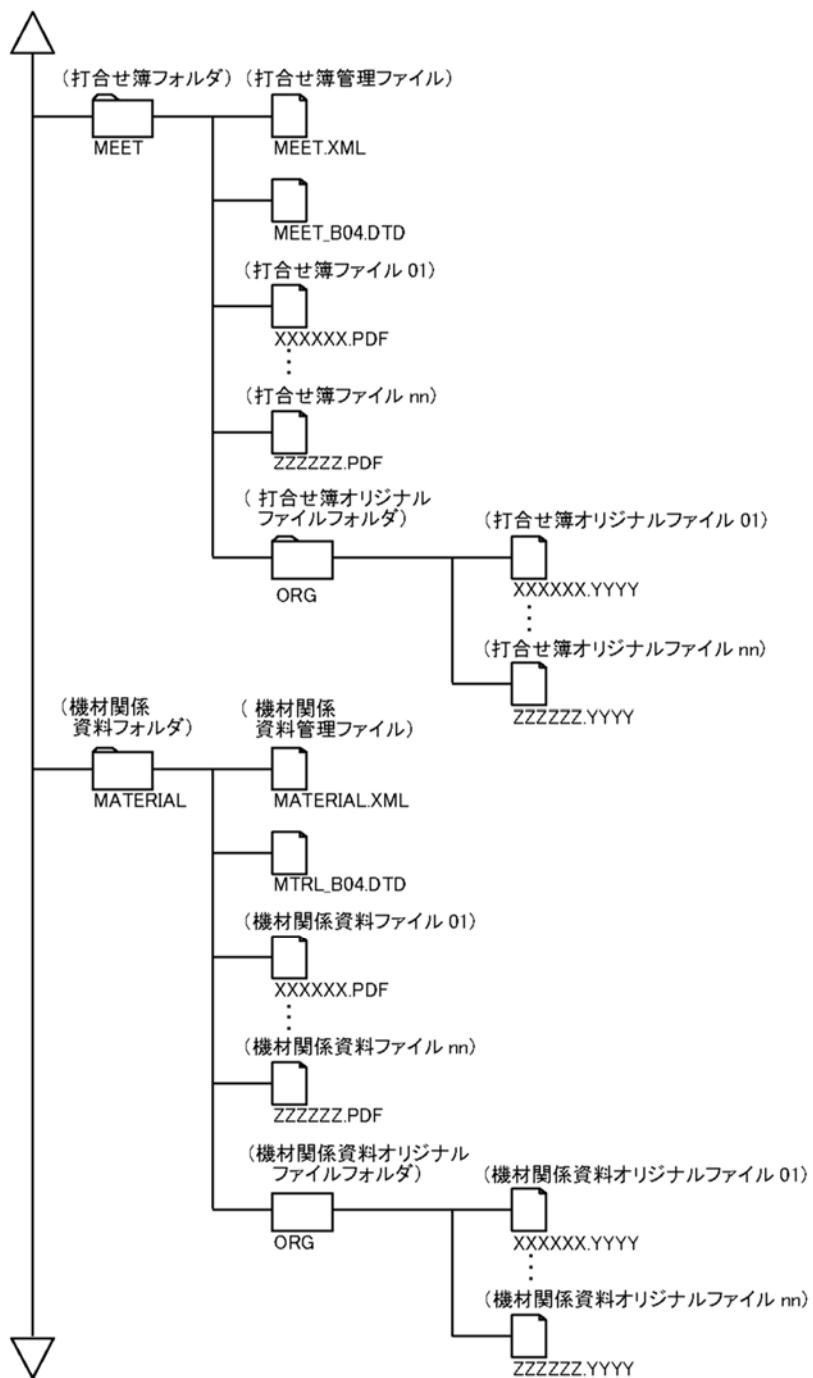 (打合せ簿フォルダ) (打合せ簿管理ファイル)
MEET
MEET.XML
MEET_B04.DTD
(打合せ簿ファイル 01)
XXXXXX.PDF
(打合せ簿ファイル nn)
ZZZZZZ.PDF
( 打合せ簿オリジナル
ファイルフォルダ)
ORG
(打合せ簿オリジナルファイル 01)
XXXXXX.YYYY
(打合せ簿オリジナルファイル nn)
ZZZZZZ.YYYY
(機材関係
資料フォルダ)
MATERIAL
( 機材関係
資料管理ファイル)
MATERIAL.XML
MTRL_B04.DTD
(機材関係資料ファイル 01)
XXXXXX.PDF
(機材関係資料ファイル nn)
ZZZZZZ.PDF
(機材関係資料オリジナル
ファイルフォルダ)
ORG
(機材関係資料オリジナルファイル 01)
XXXXXX.YYYY
(機材関係資料オリジナルファイル nn)
ZZZZZZ.YYYY